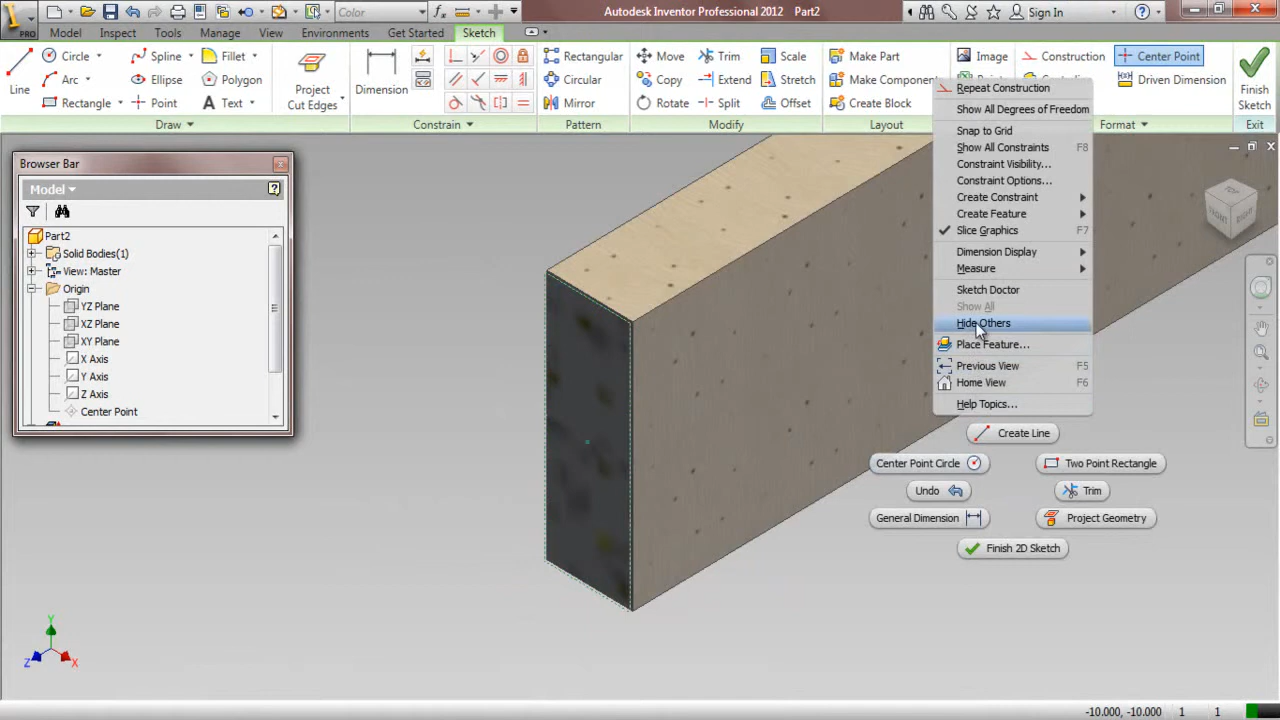 PRO
Color
Autodesk Inventor Professional 2012 Part2
Sign In
Model Inspect Tools Manage View Environments Get Started Sketch
Line
Circle
Arc
Rectangle
Spline
Ellipse
Point
Fillet
Polygon
Text
Project
Cut Edges
Draw
Dimension
Constrain
Rectangular
Circular
Mirror
Pattern
Move
Copy
Rotate
Trim
Extend
Split
Scale
Stretch
Offset
Modify
Make Part
Make Component
Create Block
Layout
Image
Construction
Center Point
Driven Dimension
Format
Finish
Sketch
Exit
Browser Bar
Model
Part2
Solid Bodies(1)
View: Master
Origin
YZ Plane
XZ Plane
XY Plane
X Axis
Y Axis
Z Axis
Center Point
Repeat Construction
Show All Degrees of Freedom
Snap to Grid
Show All Constraints F8
Constraint Visibility...
Constraint Options...
Create Constraint
Create Feature
Slice Graphics F7
Dimension Display
Measure
Sketch Doctor
Show All
Hide Others
Place Feature...
Previous View F5
Home View F6
Help Topics...
Create Line
Center Point Circle
Two Point Rectangle
Undo
Trim
General Dimension
Project Geometry
Finish 2D Sketch
FRONT
RIGHT
Y
Z
X
-10.000, -10.000 1 1